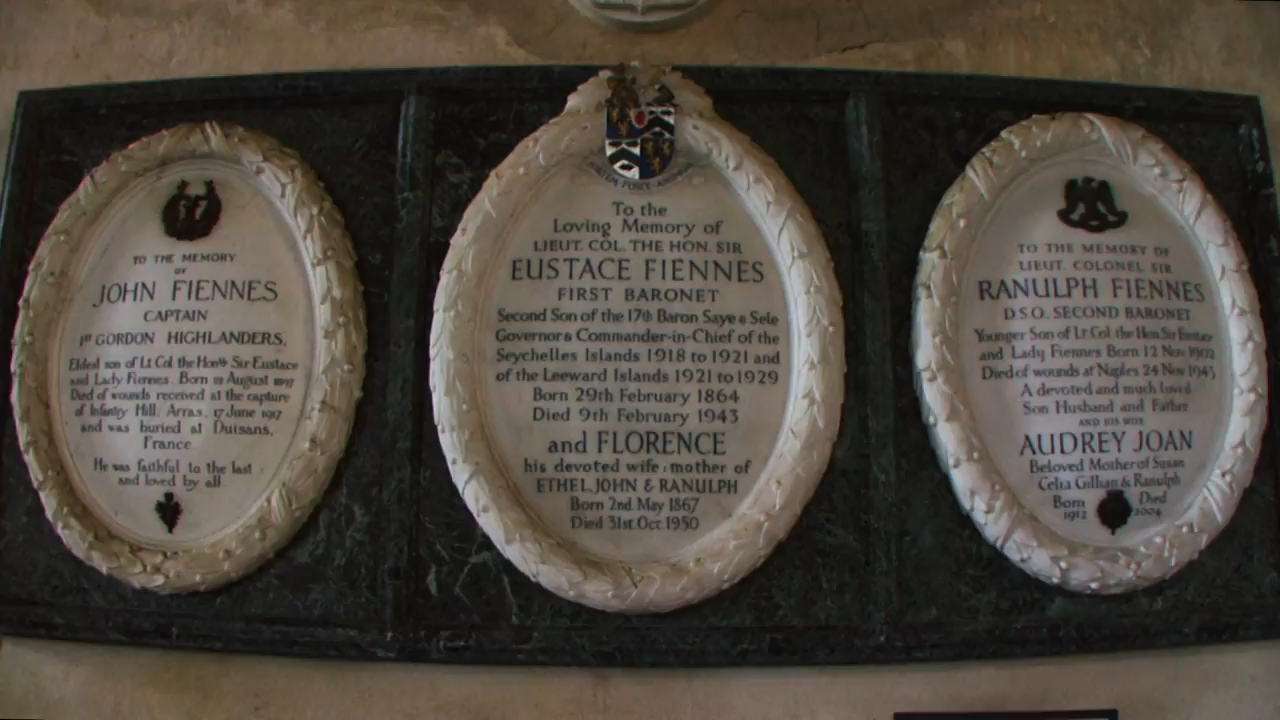 TO THE MEMORY
OF
JOHN FIENNES
CAPTAIN
1ST GORDON HIGHLANDERS,
Eldest son of Lt Col. the Honble Sir Eustace
and Lady Fiennes. Born August
Died of wounds received at the capture
of Infantry Hill, Arras, 17 June 1917
and was buried at Duisans,
France
He was faithful to the last
and loved by all
To the
Loving Memory of
LIEUT. COL. THE HON. SIR
EUSTACE FIENNES
FIRST BARONET
Second Son of the 17th Baron Saye & Sele
Governor & Commander-in-Chief of the
Seychelles Islands 1918 to 1921 and
of the Leeward Islands 1921 to 1929
Born 29th February 1864
Died 9th February 1943
and FLORENCE
his devoted wife: mother of
ETHEL, JOHN & RANULPH
Born 2nd. May 1867
Died 31st. Oct. 1950
TO THE MEMORY OF
LIEUT. COLONEL SIR
RANULPH FIENNES
D.S.O. SECOND BARONET
Younger Son of Lt Col. the Hon. Sir Eustace
and Lady Fiennes Born 12 Nov 1902
Died of wounds at Naples 24 Nov 1943
A devoted and much loved
Son Husband and Father
AND HIS WIFE
AUDREY JOAN
Beloved Mother of Susan
Celia Gillian & Ranulph
Born Died
1912 2004